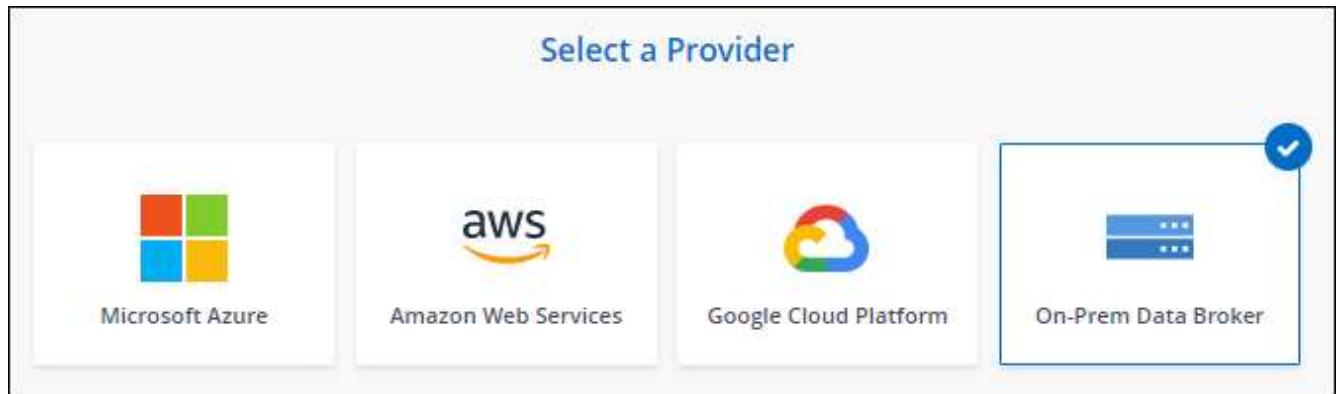 Select a Provider
aws
Microsoft Azure
Amazon Web Services
Google Cloud Platform
On-Prem Data Broker